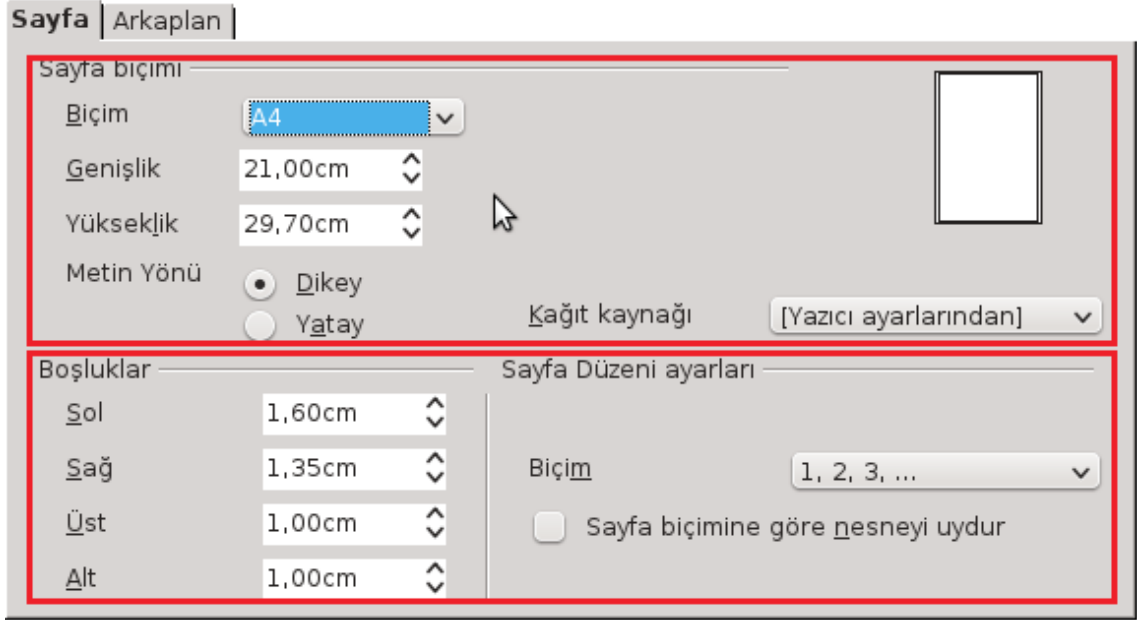 Sayfa Arkaplan
Sayfa biçimi
Biçim A4
Genişlik 21,00cm
Yükseklik 29,70cm
Metin Yönü
Dikey
Yatay
Kağıt kaynağı [Yazıcı ayarlarından]
Boşluklar
Sol 1,60cm
Sağ 1,35cm
Üst 1,00cm
Alt 1,00cm
Sayfa Düzeni ayarları
Biçim 1, 2, 3, ...
Sayfa biçimine göre nesneyi uydur